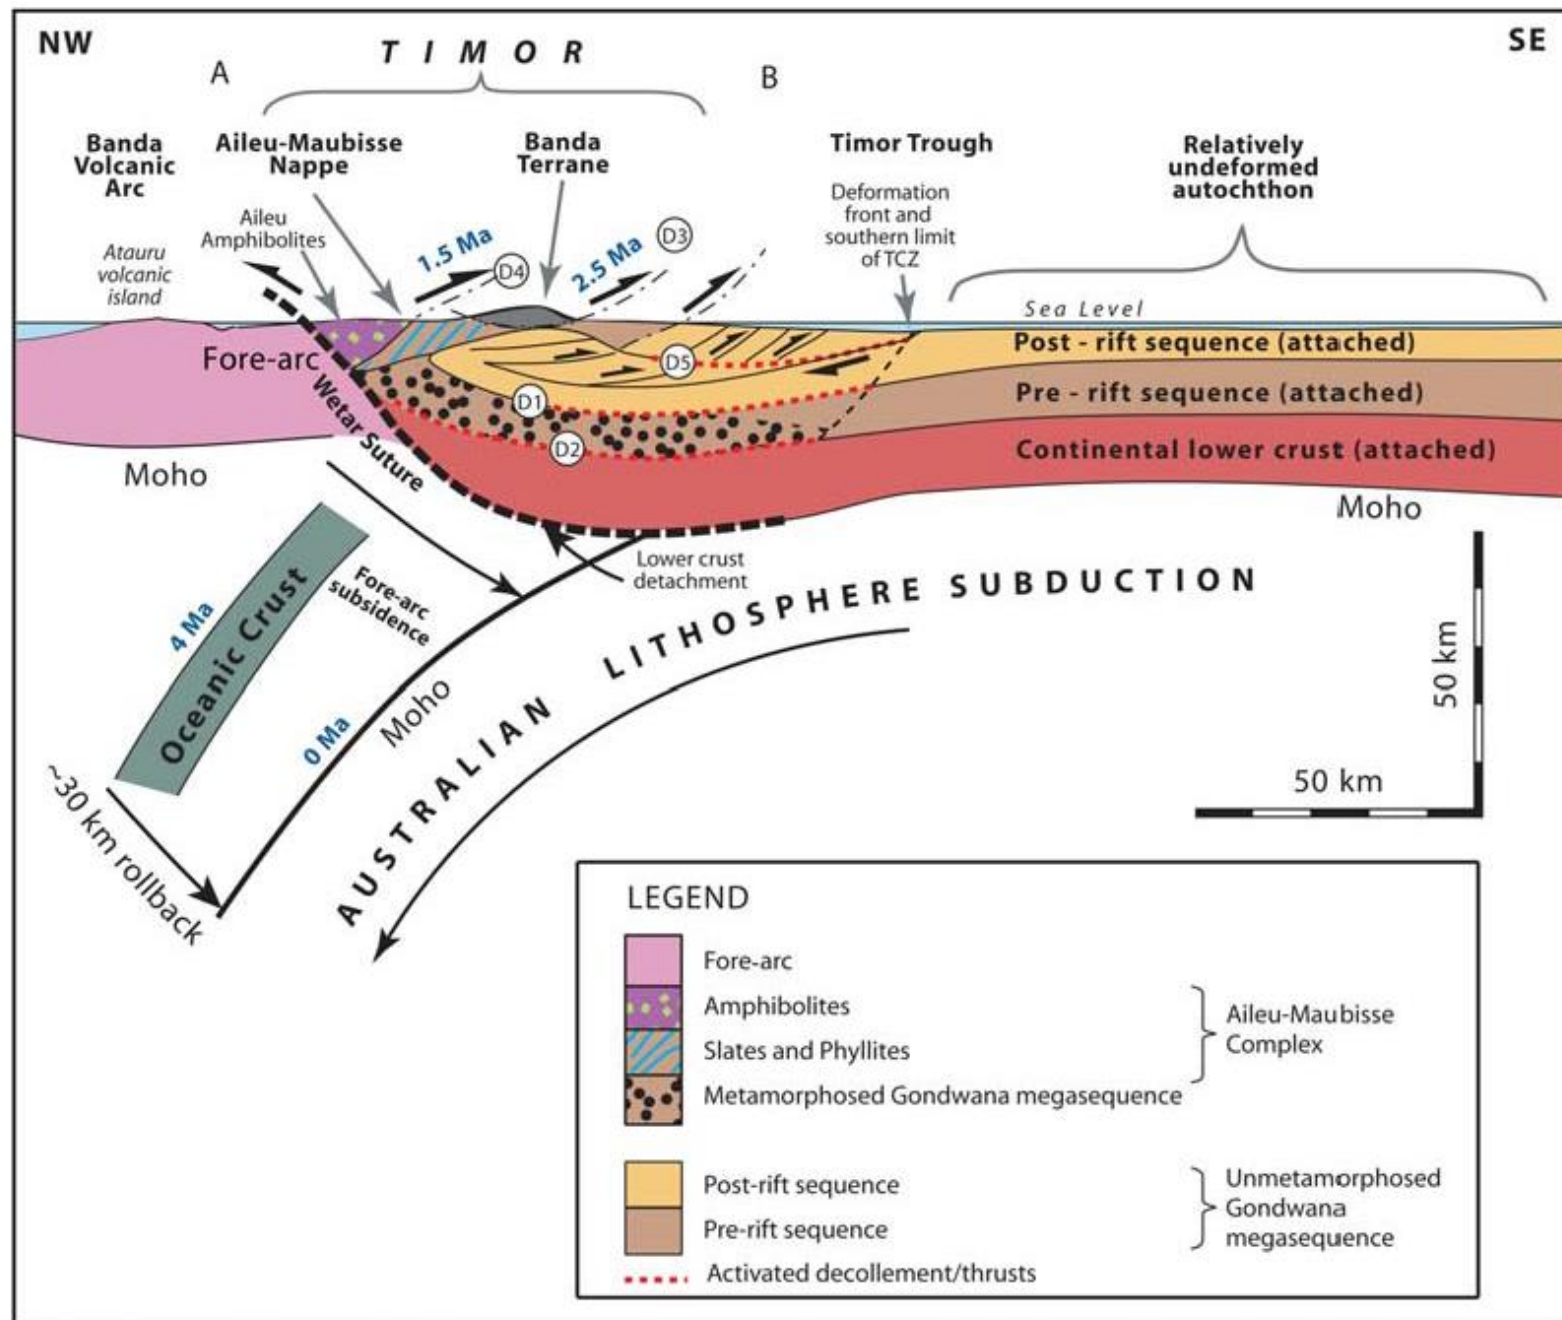 NW
SE
T I M O R
A
B
Banda
Volcanic
Arc
Aileu-Maubisse
Nappe
Banda
Terrane
Timor Trough
Relatively
undeformed
autochthon
Aileu
Amphibolites
Atauru
volcanic
island
Deformation
front and
southern limit
of TCZ
1.5 Ma
D4
2.5 Ma
D3
Sea Level
Fore-arc
Wetar Suture
D5
D1
D2
Post - rift sequence (attached)
Pre - rift sequence (attached)
Continental lower crust (attached)
Moho
Moho
Lower crust
detachment
Fore-arc
subsidence
4 Ma
Oceanic Crust
0 Ma
Moho
~30 km rollback
AUSTRALIAN LITHOSPHERE SUBDUCTION
50 km
50 km
LEGEND
Fore-arc
Amphibolites
Slates and Phyllites
Metamorphosed Gondwana megasequence
Aileu-Maubisse
Complex
Post-rift sequence
Pre-rift sequence
Unmetamorphosed
Gondwana
megasequence
Activated decollement/thrusts